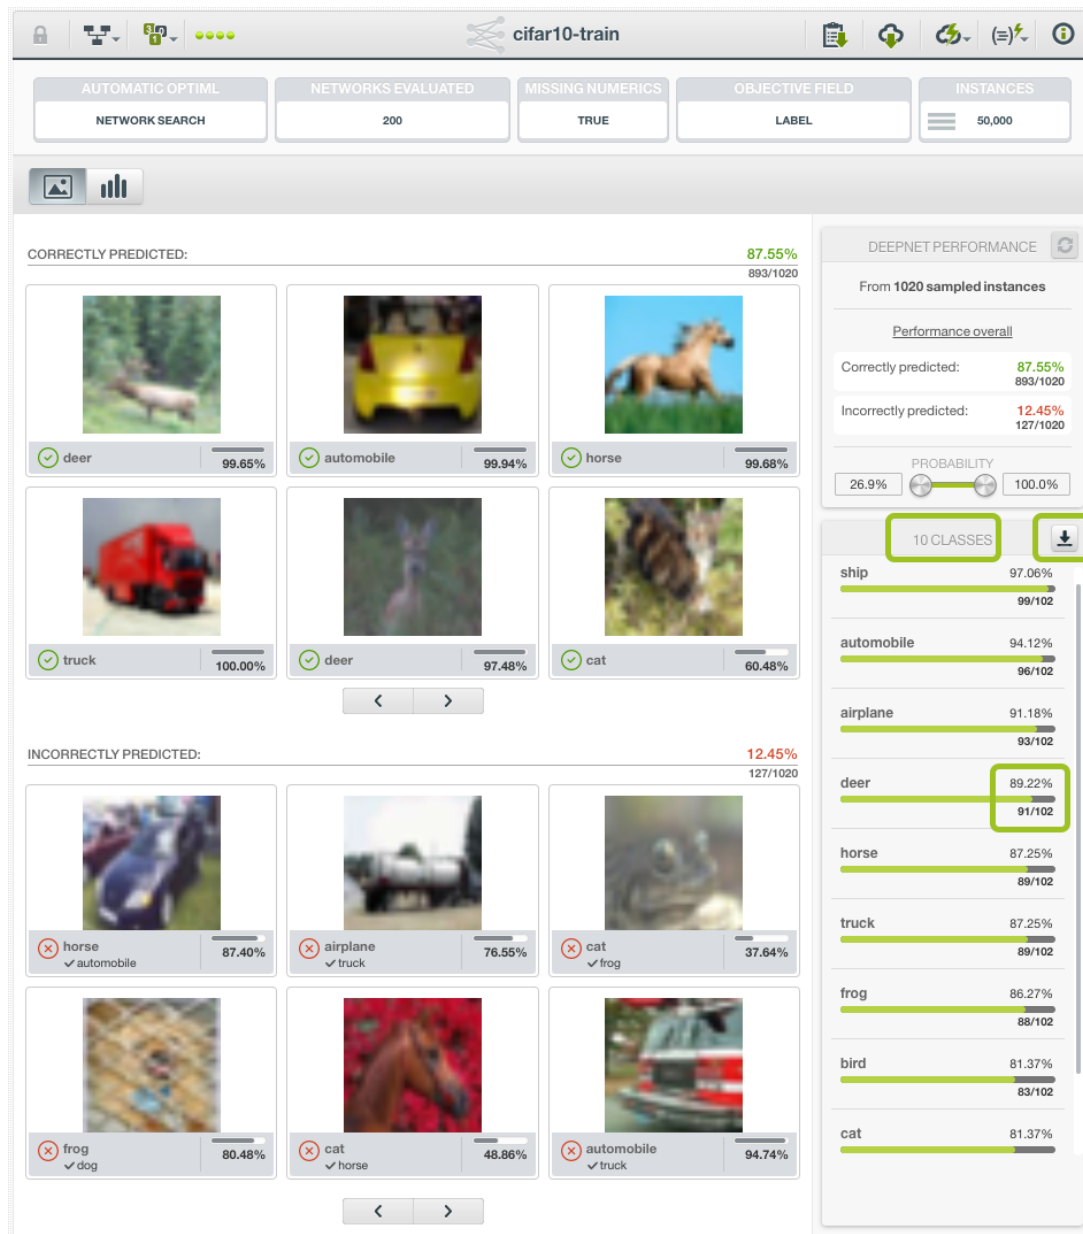 cifar10-train
AUTOMATIC OPTIML
NETWORKS EVALUATED
MISSING NUMERICS
OBJECTIVE FIELD
INSTANCES
NETWORK SEARCH
200
TRUE
LABEL
50,000
CORRECTLY PREDICTED:
87.55%
893/1020
deer
99.65%
automobile
99.94%
horse
99.68%
truck
100.00%
deer
97.48%
cat
60.48%
INCORRECTLY PREDICTED:
12.45%
127/1020
horse
87.40%
automobile
airplane
76.55%
truck
cat
37.64%
frog
frog
80.48%
dog
cat
48.86%
horse
automobile
94.74%
truck
DEEPNET PERFORMANCE
From 1020 sampled instances
Performance overall
Correctly predicted: 87.55%
893/1020
Incorrectly predicted: 12.45%
127/1020
PROBABILITY
26.9%
100.0%
10 CLASSES
ship 97.06%
99/102
automobile 94.12%
96/102
airplane 91.18%
93/102
deer 89.22%
91/102
horse 87.25%
89/102
truck 87.25%
89/102
frog 86.27%
88/102
bird 81.37%
83/102
cat 81.37%